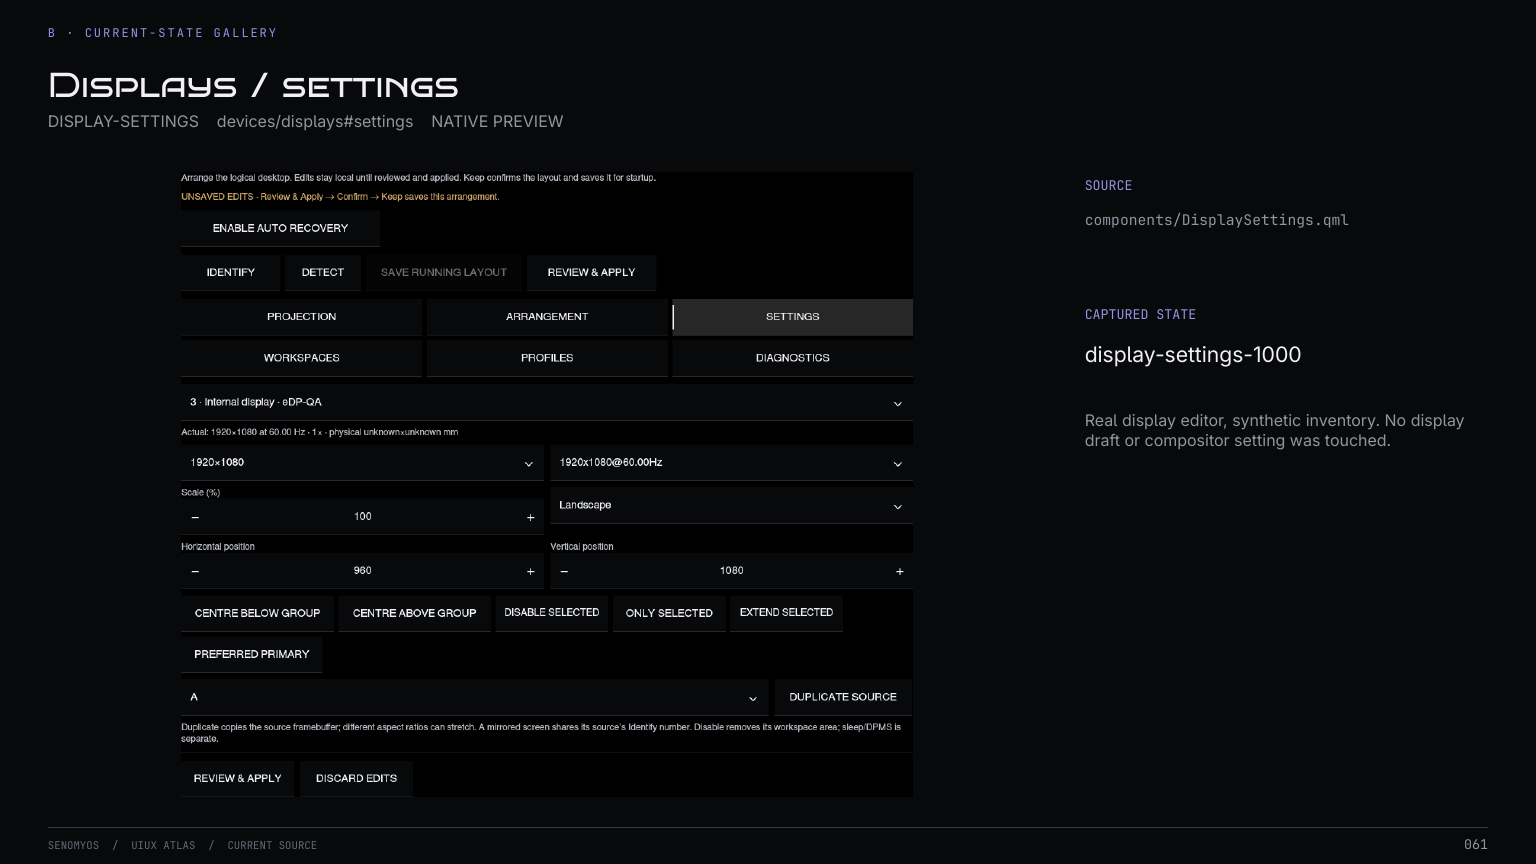 B · CURRENT-STATE GALLERY
Displays / settings
DISPLAY-SETTINGS devices/displays#settings NATIVE PREVIEW
Arrange the logical desktop. Edits stay local until reviewed and applied. Keep confirms the layout and saves it for startup.
UNSAVED EDITS · Review & Apply → Confirm → Keep saves this arrangement.
ENABLE AUTO RECOVERY
IDENTIFY DETECT SAVE RUNNING LAYOUT REVIEW & APPLY
PROJECTION ARRANGEMENT SETTINGS
WORKSPACES PROFILES DIAGNOSTICS
3 · Internal display · eDP-QA
Actual: 1920×1080 at 60.00 Hz · 1× · physical unknown×unknown mm
1920×1080 1920x1080@60.00Hz
Scale (%)
− 100 +
Landscape
Horizontal position Vertical position
− 960 + − 1080 +
CENTRE BELOW GROUP CENTRE ABOVE GROUP DISABLE SELECTED ONLY SELECTED EXTEND SELECTED
PREFERRED PRIMARY
A DUPLICATE SOURCE
Duplicate copies the source framebuffer; different aspect ratios can stretch. A mirrored screen shares its source's Identify number. Disable removes its workspace area; sleep/DPMS is
separate.
REVIEW & APPLY DISCARD EDITS
SOURCE
components/DisplaySettings.qml
CAPTURED STATE
display-settings-1000
Real display editor, synthetic inventory. No display
draft or compositor setting was touched.
SENOMYOS / UIUX ATLAS / CURRENT SOURCE
061